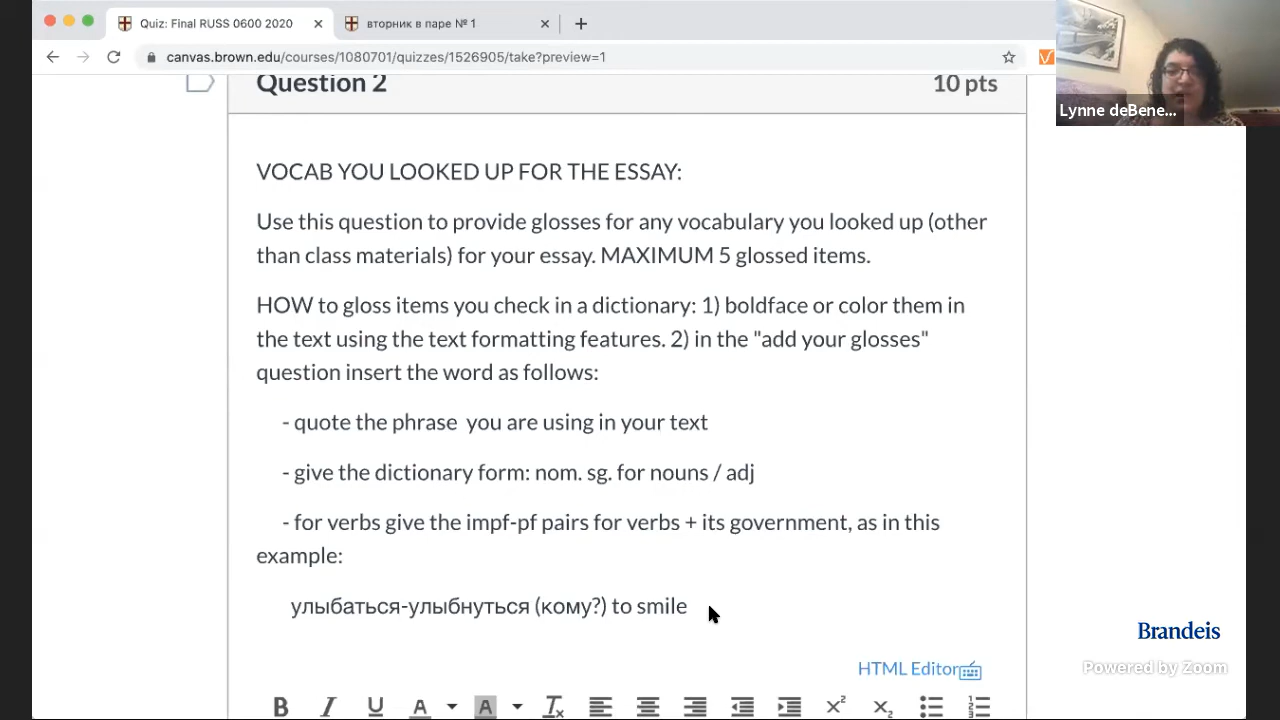 Quiz: Final RUSS 0600 2020
вторник в паре № 1
canvas.brown.edu/courses/1080701/quizzes/1526905/take?preview=1
Lynne deBene...
Question 2
10 pts
VOCAB YOU LOOKED UP FOR THE ESSAY:
Use this question to provide glosses for any vocabulary you looked up (other
than class materials) for your essay. MAXIMUM 5 glossed items.
HOW to gloss items you check in a dictionary: 1) boldface or color them in
the text using the text formatting features. 2) in the "add your glosses"
question insert the word as follows:
- quote the phrase you are using in your text
- give the dictionary form: nom. sg. for nouns / adj
- for verbs give the impf-pf pairs for verbs + its government, as in this
example:
улыбаться-улыбнуться (кому?) to smile
Brandeis
Powered by Zoom
HTML Editor
B I U A A Tx x² x₂